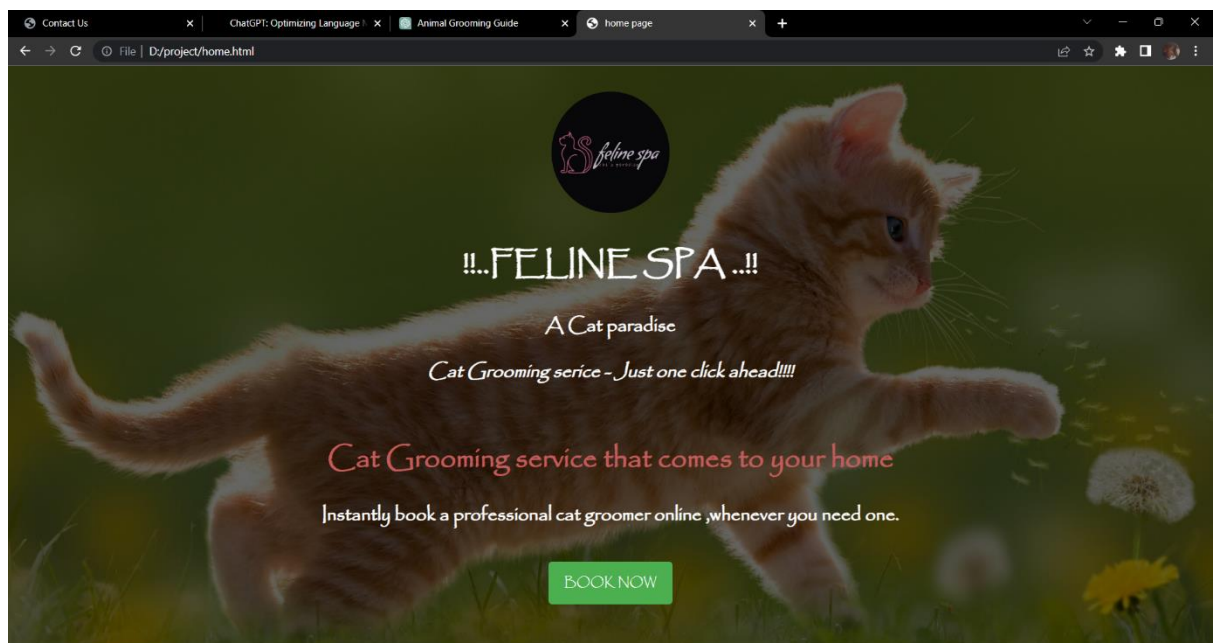 Contact Us
ChatGPT: Optimizing Language
Animal Grooming Guide
home page
File | D:/project/home.html
feline spa
!!..FELINE SPA ..!!
A Cat paradise
Cat Grooming serice - Just one click ahead!!!!
Cat Grooming service that comes to your home
Instantly book a professional cat groomer online ,whenever you need one.
BOOK NOW